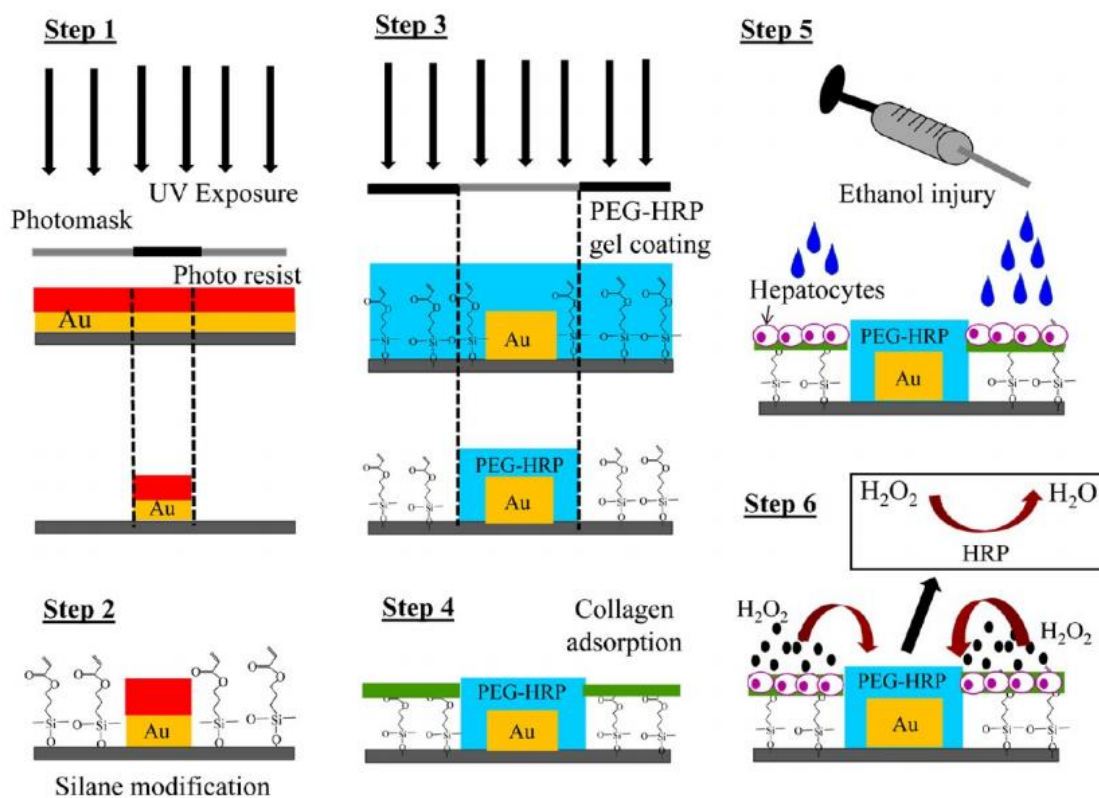 Step 1
UV Exposure
Photomask
Photo resist
Au
Au
Step 2
Au
Silane modification
Step 3
PEG-HRP
gel coating
Au
PEG-HRP
Au
Step 4
Collagen
adsorption
PEG-HRP
Au
Step 5
Ethanol injury
Hepatocytes
PEG-HRP
Au
Step 6
H₂O₂
H₂O
HRP
H₂O₂
H₂O₂
PEG-HRP
Au